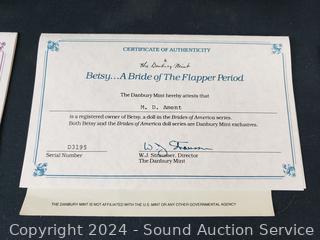 CERTIFICATE OF AUTHENTICITY
The Danbury Mint
Betsy...A Bride of The Flapper Period
The Danbury Mint hereby attests that
M. D. Ament
is a registered owner of Betsy, a doll in the Brides of America series.
Both Betsy and the Brides of America doll series are Danbury Mint exclusives.
D3195
Serial Number
W.J. Strausser, Director
The Danbury Mint
THE DANBURY MINT IS NOT AFFILIATED WITH THE U.S. MINT OR ANY OTHER GOVERNMENTAL AGENCY
Copyright 2024 - Sound Auction Service